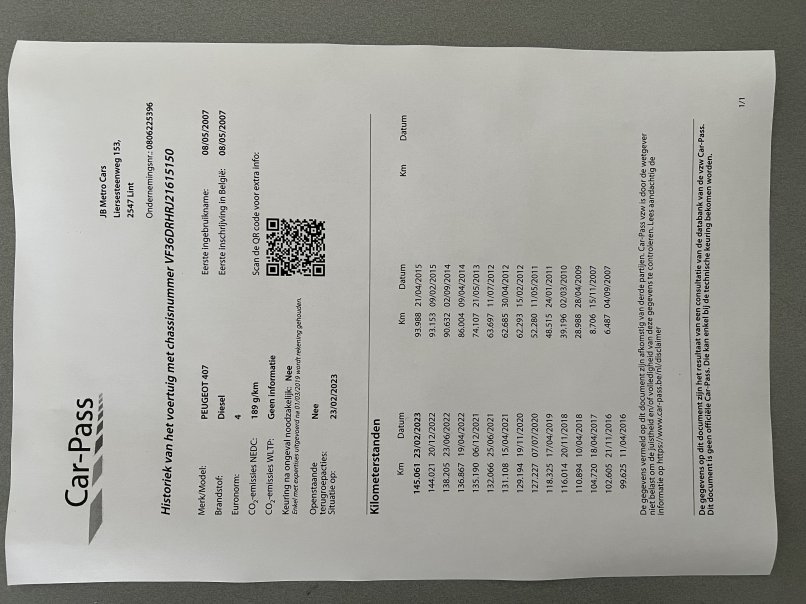 Car-Pass
JB Metro Cars
Liersesteenweg 153,
2547 Lint
Ondernemingsnr.: 0806225396
Historiek van het voertuig met chassisnummer VF36DRHRJ21615150
Merk/Model: PEUGEOT 407
Eerste ingebruikname: 08/05/2007
Brandstof: Diesel
Eerste inschrijving in België: 08/05/2007
Euronorm: 4
CO₂-emissies NEDC: 189 g/km
Scan de QR code voor extra info:
CO₂-emissies WLTP: Geen informatie
Keuring na ongeval noodzakelijk: Nee
Enkel met expertises uitgevoerd na 01/03/2019 wordt rekening gehouden.
Openstaande
terugroepacties: Nee
Situatie op: 23/02/2023
Kilometerstanden
Km Datum Km Datum Km Datum
145.061 23/02/2023 93.988 21/04/2015
144.021 20/12/2022 93.153 09/02/2015
138.205 23/06/2022 90.632 02/09/2014
136.867 19/04/2022 86.004 09/04/2014
135.190 06/12/2021 74.107 21/05/2013
132.066 25/06/2021 63.697 11/07/2012
131.108 15/04/2021 62.685 30/04/2012
129.194 19/11/2020 62.293 15/02/2012
127.227 07/07/2020 52.280 11/05/2011
118.325 17/04/2019 48.515 24/01/2011
116.014 20/11/2018 39.196 02/03/2010
110.894 10/04/2018 28.988 28/04/2009
104.720 18/04/2017 8.706 15/11/2007
102.605 21/11/2016 6.487 04/09/2007
99.625 11/04/2016
De gegevens vermeld op dit document zijn afkomstig van derde partijen. Car-Pass vzw is door de wetgever
niet belast om de juistheid en/of volledigheid van deze gegevens te controleren. Lees aandachtig de
informatie op https://www.car-pass.be/nl/disclaimer
De gegevens op dit document zijn het resultaat van een consultatie van de databank van de vzw Car-Pass.
Dit document is geen officiële Car-Pass. Die kan enkel bij de technische keuring bekomen worden.
1/1